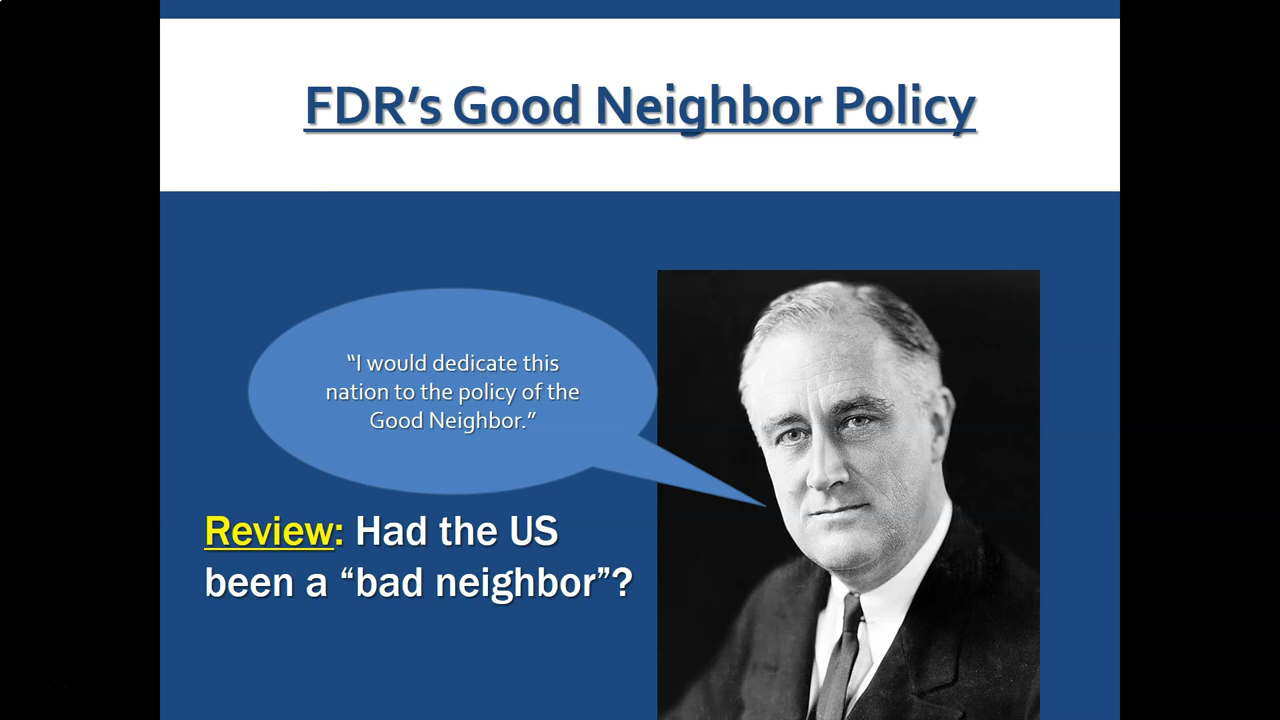 FDR’s Good Neighbor Policy
“I would dedicate this
nation to the policy of the
Good Neighbor.”
Review: Had the US
been a “bad neighbor”?